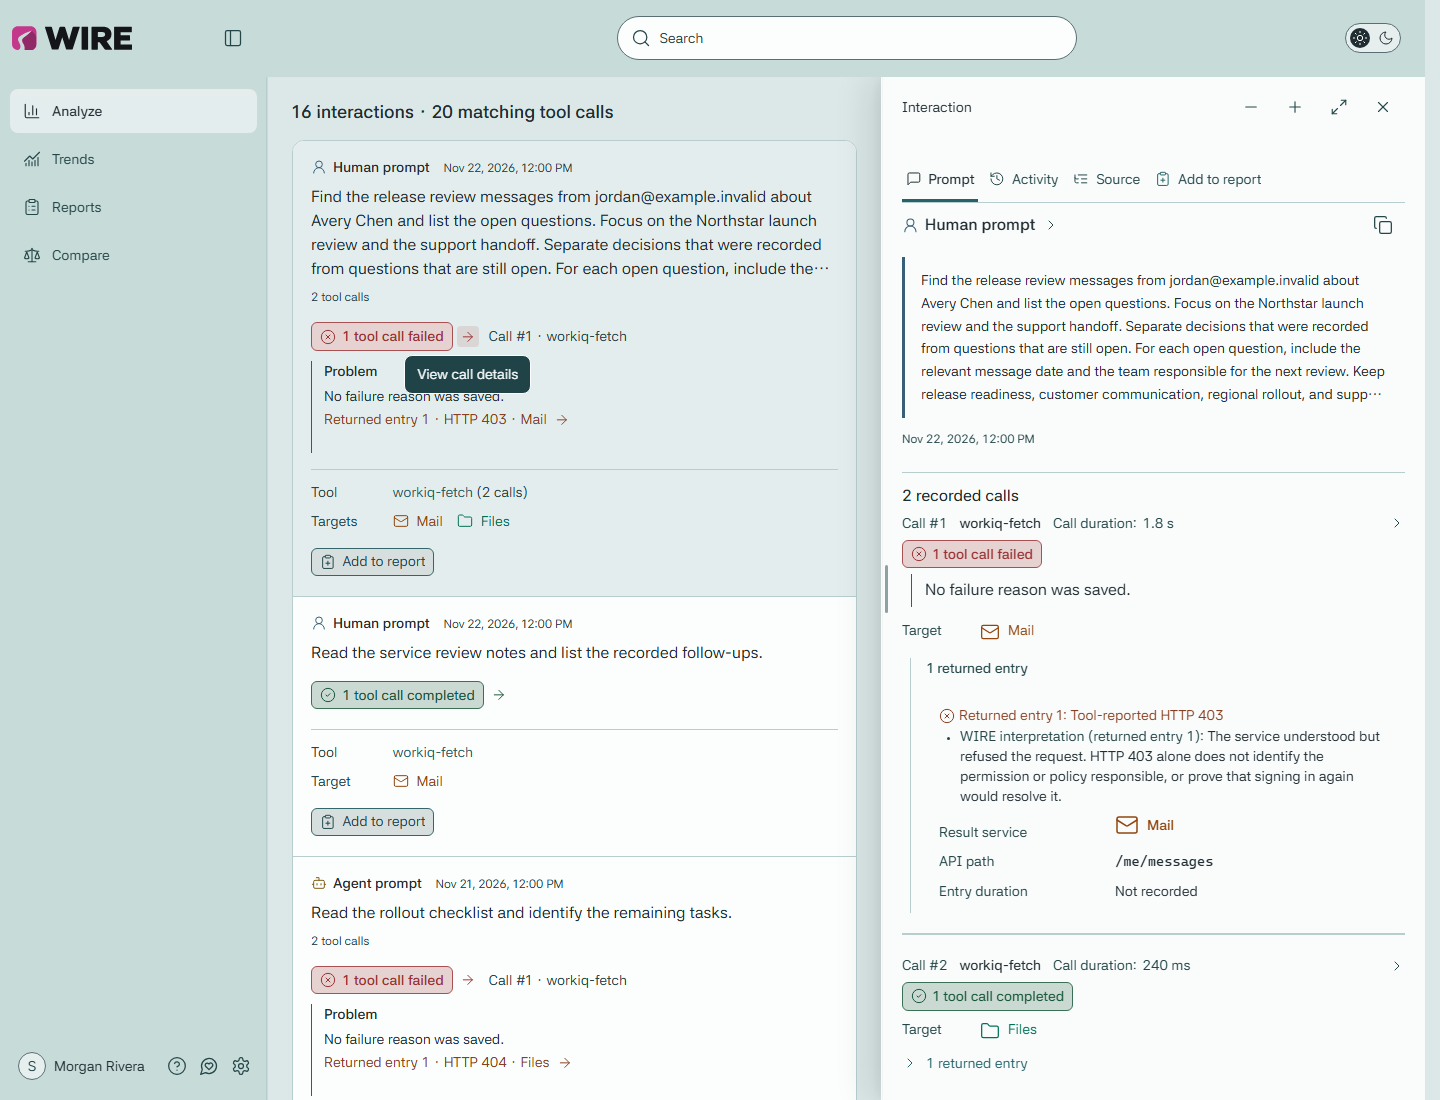 WIRE
Search
Analyze
Trends
Reports
Compare
S Morgan Rivera
16 interactions · 20 matching tool calls
Human prompt Nov 22, 2026, 12:00 PM
Find the release review messages from jordan@example.invalid about
Avery Chen and list the open questions. Focus on the Northstar launch
review and the support handoff. Separate decisions that were recorded
from questions that are still open. For each open question, include the···
2 tool calls
1 tool call failed Call #1 · workiq-fetch
View call details
Problem
No failure reason was saved.
Returned entry 1 · HTTP 403 · Mail
Tool workiq-fetch (2 calls)
Targets Mail Files
Add to report
Human prompt Nov 22, 2026, 12:00 PM
Read the service review notes and list the recorded follow-ups.
1 tool call completed
Tool workiq-fetch
Target Mail
Add to report
Agent prompt Nov 21, 2026, 12:00 PM
Read the rollout checklist and identify the remaining tasks.
2 tool calls
1 tool call failed Call #1 · workiq-fetch
Problem
No failure reason was saved.
Returned entry 1 · HTTP 404 · Files
Interaction
Prompt Activity Source Add to report
Human prompt
Find the release review messages from jordan@example.invalid about
Avery Chen and list the open questions. Focus on the Northstar launch
review and the support handoff. Separate decisions that were recorded
from questions that are still open. For each open question, include the
relevant message date and the team responsible for the next review. Keep
release readiness, customer communication, regional rollout, and supp···
Nov 22, 2026, 12:00 PM
2 recorded calls
Call #1 workiq-fetch Call duration: 1.8 s
1 tool call failed
No failure reason was saved.
Target Mail
1 returned entry
Returned entry 1: Tool-reported HTTP 403
• WIRE interpretation (returned entry 1): The service understood but
refused the request. HTTP 403 alone does not identify the
permission or policy responsible, or prove that signing in again
would resolve it.
Result service Mail
API path /me/messages
Entry duration Not recorded
Call #2 workiq-fetch Call duration: 240 ms
1 tool call completed
Target Files
1 returned entry